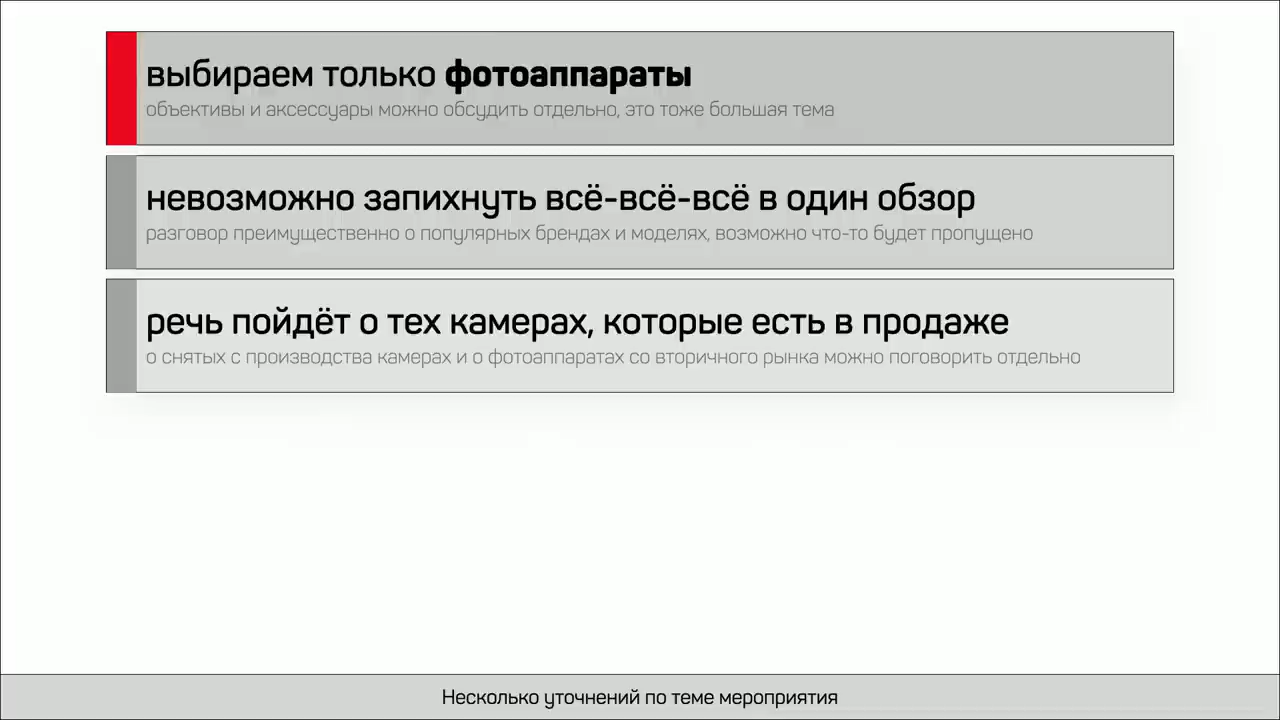 выбираем только фотоаппараты
объективы и аксессуары можно обсудить отдельно, это тоже большая тема
невозможно запихнуть всё-всё-всё в один обзор
разговор преимущественно о популярных брендах и моделях, возможно что-то будет пропущено
речь пойдёт о тех камерах, которые есть в продаже
о снятых с производства камерах и о фотоаппаратах со вторичного рынка можно поговорить отдельно
Несколько уточнений по теме мероприятия